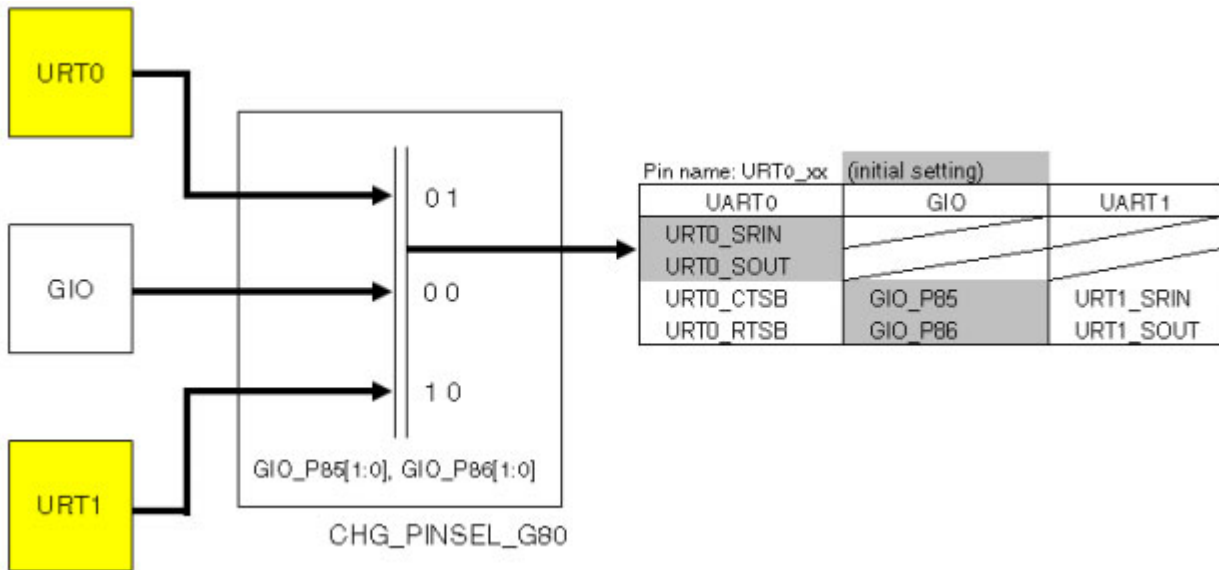 URT0
GIO
URT1
0 1
0 0
1 0
GIO_P85[1:0], GIO_P86[1:0]
CHG_PINSEL_G80
Pin name: URT0_xx (initial setting)
UART0 GIO UART1
URT0_SRIN
URT0_SOUT
URT0_CTSB GIO_P85 URT1_SRIN
URT0_RTSB GIO_P86 URT1_SOUT